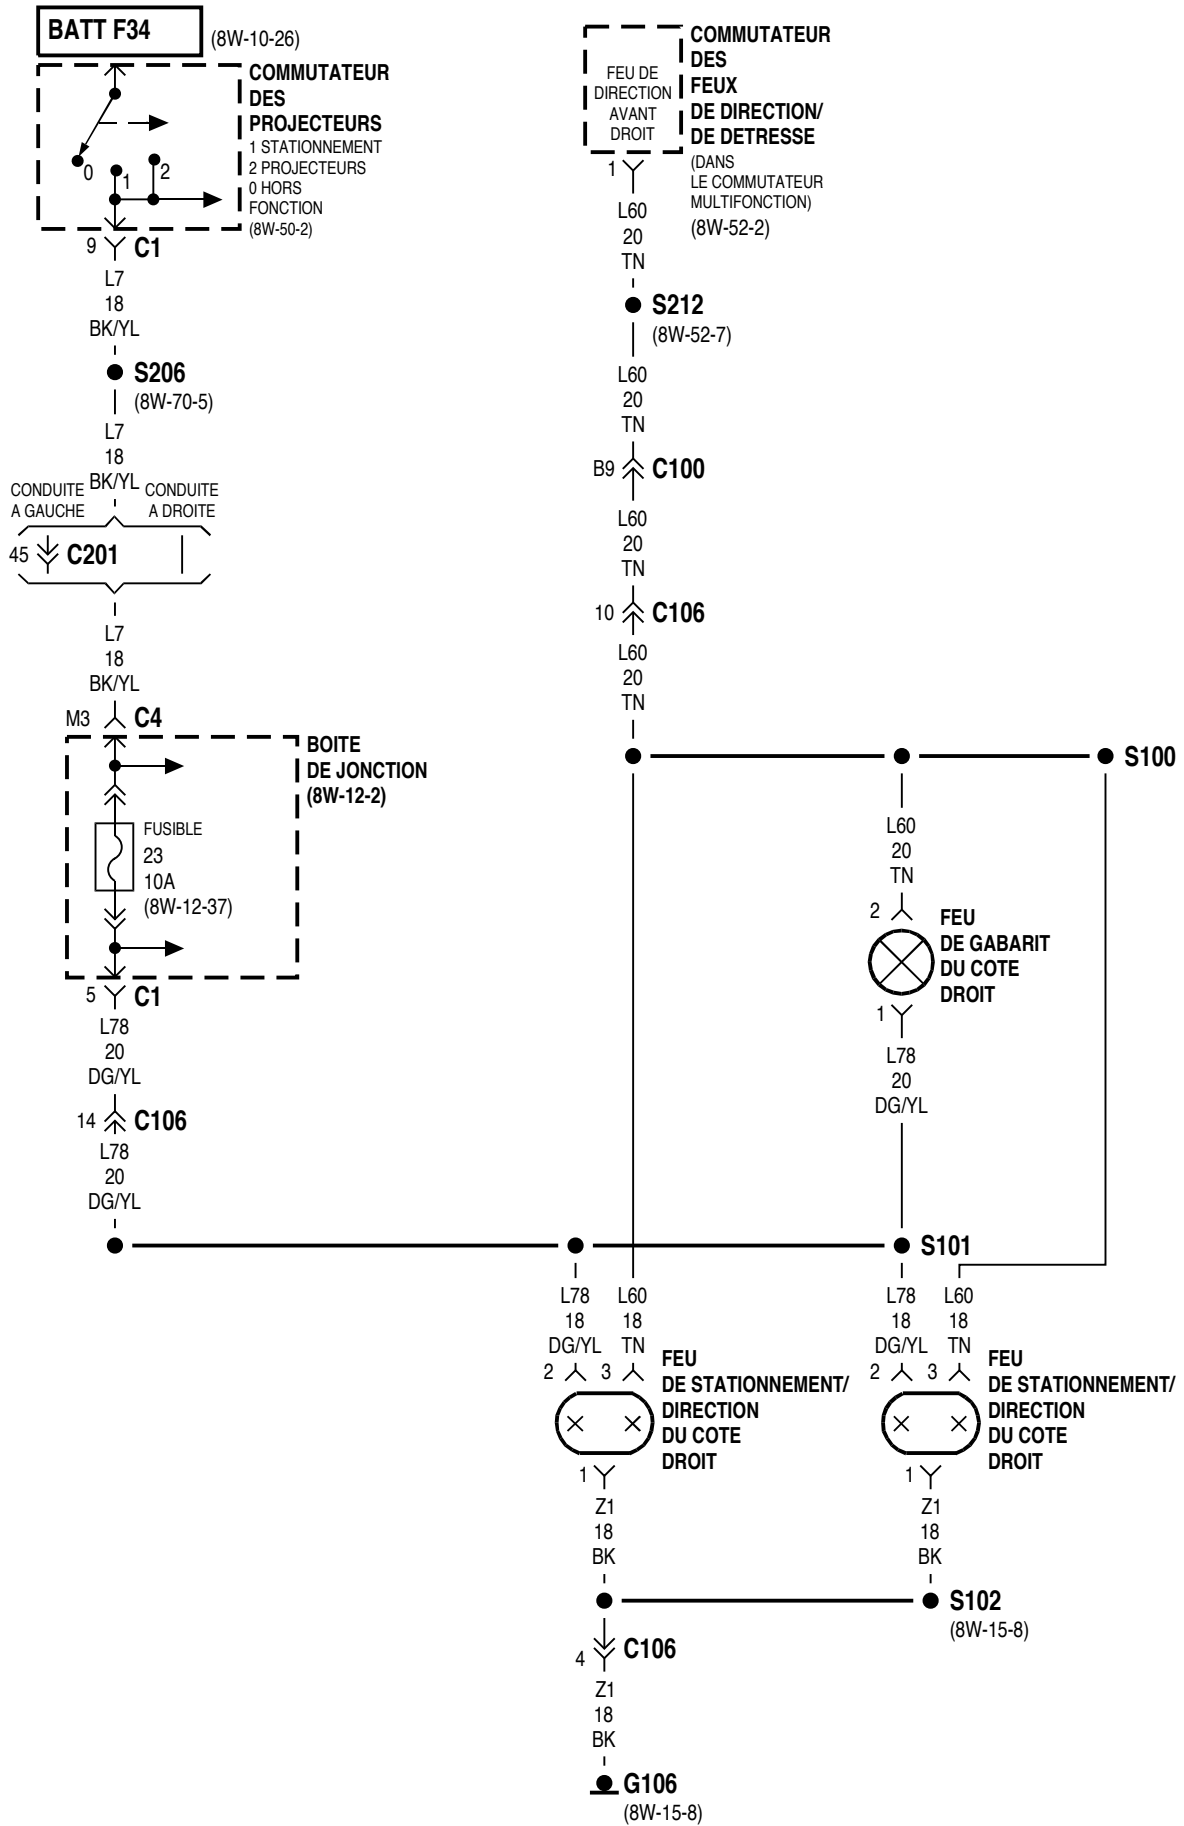 BATT F34
(8W-10-26)
COMMUTATEUR
DES
PROJECTEURS
1 STATIONNEMENT
2 PROJECTEURS
0 HORS
FONCTION
(8W-50-2)
0
1
2
9
C1
L7
18
BK/YL
S206
(8W-70-5)
L7
18
BK/YL
CONDUITE
A GAUCHE
CONDUITE
A DROITE
45
C201
L7
18
BK/YL
M3
C4
BOITE
DE JONCTION
(8W-12-2)
FUSIBLE
23
10A
(8W-12-37)
5
C1
L78
20
DG/YL
14
C106
L78
20
DG/YL
FEU DE
DIRECTION
AVANT
DROIT
COMMUTATEUR
DES
FEUX
DE DIRECTION/
DE DETRESSE
(DANS
LE COMMUTATEUR
MULTIFONCTION)
(8W-52-2)
1
L60
20
TN
S212
(8W-52-7)
L60
20
TN
B9
C100
L60
20
TN
10
C106
L60
20
TN
S100
L60
20
TN
2
FEU
DE GABARIT
DU COTE
DROIT
1
L78
20
DG/YL
S101
L78
18
DG/YL
L60
18
TN
2
3
FEU
DE STATIONNEMENT/
DIRECTION
DU COTE
DROIT
L78
18
DG/YL
L60
18
TN
2
3
FEU
DE STATIONNEMENT/
DIRECTION
DU COTE
DROIT
1
Z1
18
BK
1
Z1
18
BK
S102
(8W-15-8)
4
C106
Z1
18
BK
G106
(8W-15-8)